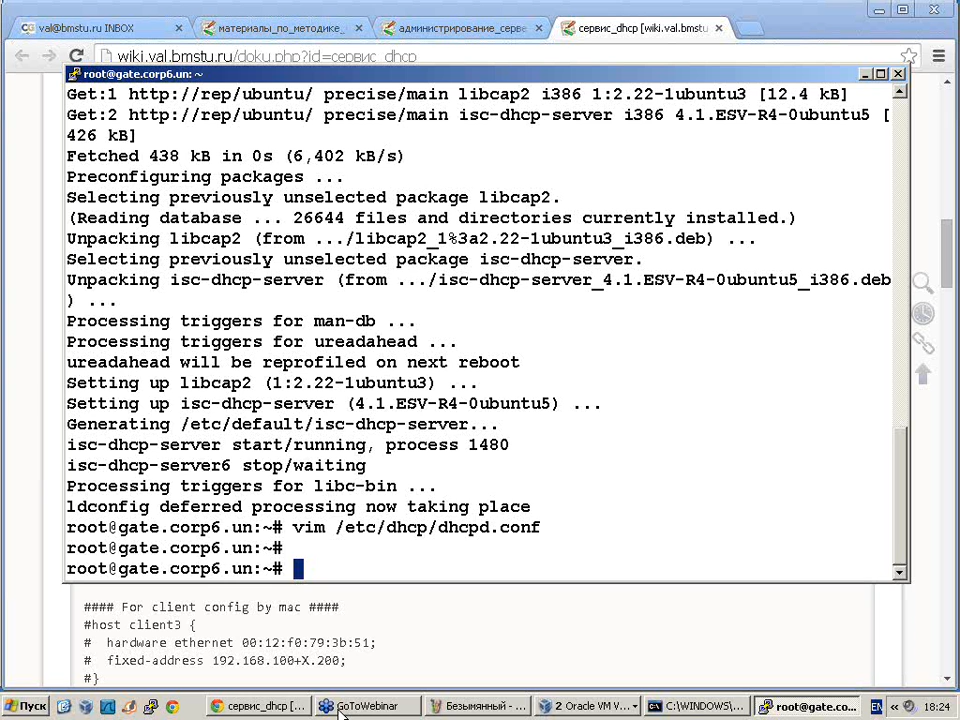 val@bmstu.ru INBOX
материалы_по_методике_
администрирование_серве
сервис_dhcp [wiki.val.bmstu.
wiki.val.bmstu.ru/doku.php?id=сервис_dhcp
root@gate.corp6.un: ~
Get:1 http://rep/ubuntu/ precise/main libcap2 i386 1:2.22-1ubuntu3 [12.4 kB]
Get:2 http://rep/ubuntu/ precise/main isc-dhcp-server i386 4.1.ESV-R4-0ubuntu5 [
426 kB]
Fetched 438 kB in 0s (6,402 kB/s)
Preconfiguring packages ...
Selecting previously unselected package libcap2.
(Reading database ... 26644 files and directories currently installed.)
Unpacking libcap2 (from .../libcap2_1%3a2.22-1ubuntu3_i386.deb) ...
Selecting previously unselected package isc-dhcp-server.
Unpacking isc-dhcp-server (from .../isc-dhcp-server_4.1.ESV-R4-0ubuntu5_i386.deb
) ...
Processing triggers for man-db ...
Processing triggers for ureadahead ...
ureadahead will be reprofiled on next reboot
Setting up libcap2 (1:2.22-1ubuntu3) ...
Setting up isc-dhcp-server (4.1.ESV-R4-0ubuntu5) ...
Generating /etc/default/isc-dhcp-server...
isc-dhcp-server start/running, process 1480
isc-dhcp-server6 stop/waiting
Processing triggers for libc-bin ...
ldconfig deferred processing now taking place
root@gate.corp6.un:~# vim /etc/dhcp/dhcpd.conf
root@gate.corp6.un:~#
root@gate.corp6.un:~#
#### For client config by mac ####
#host client3 {
#  hardware ethernet 00:12:f0:79:3b:51;
#  fixed-address 192.168.100+X.200;
#}
Пуск
сервис_dhcp [...
GoToWebinar
Безымянный - ...
2 Oracle VM V...
C:\WINDOWS\...
root@gate.cor...
EN
18:24